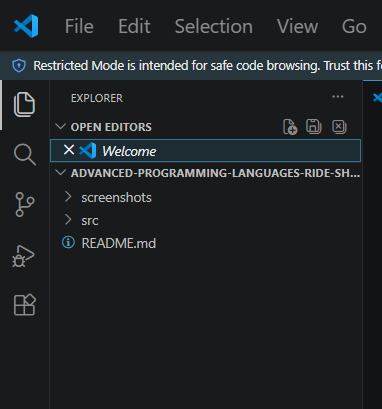 File Edit Selection View Go
Restricted Mode is intended for safe code browsing. Trust this
EXPLORER ...
OPEN EDITORS
Welcome
ADVANCED-PROGRAMMING-LANGUAGES-RIDE-SH...
screenshots
src
README.md